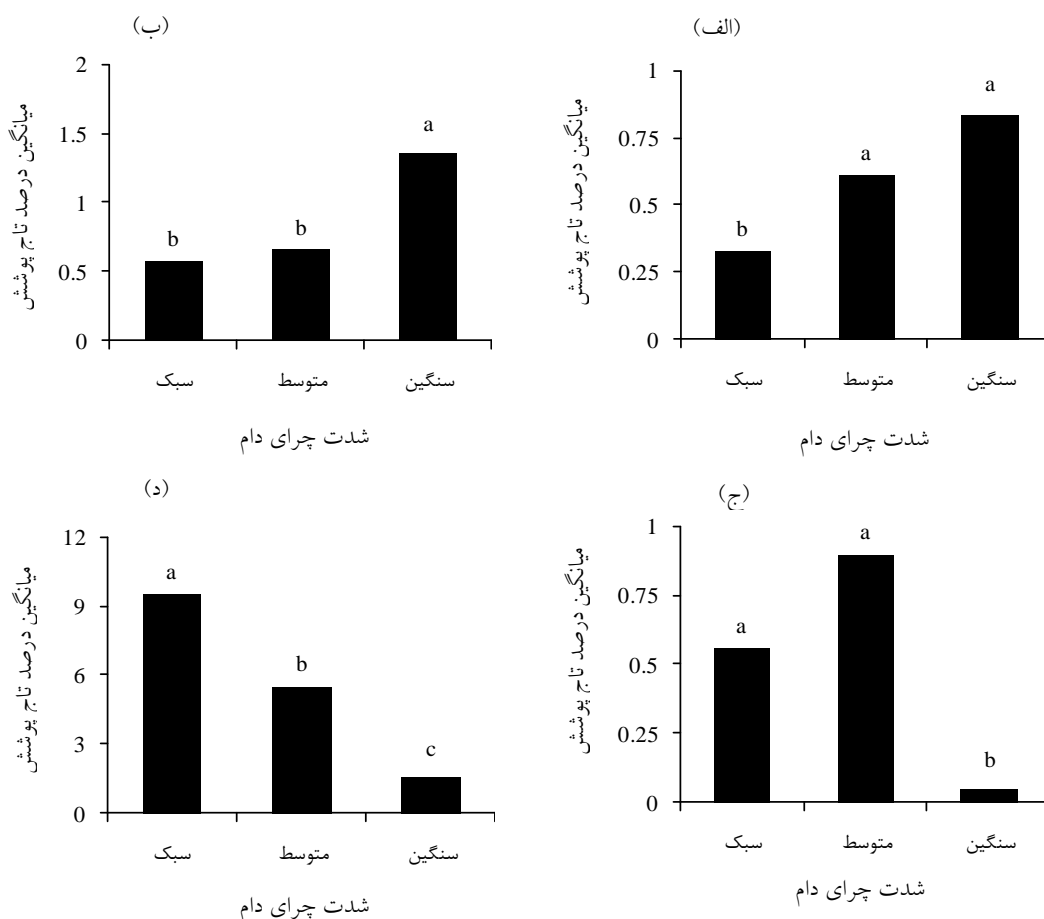 (الف)
میانگین درصد تاج پوشش
1
0.75
0.5
0.25
0
b
a
a
سبک
متوسط
سنگین
شدت چرای دام
(ب)
میانگین درصد تاج پوشش
2
1.5
1
0.5
0
b
b
a
سبک
متوسط
سنگین
شدت چرای دام
(ج)
میانگین درصد تاج پوشش
1
0.75
0.5
0.25
0
a
a
b
سبک
متوسط
سنگین
شدت چرای دام
(د)
میانگین درصد تاج پوشش
12
9
6
3
0
a
b
c
سبک
متوسط
سنگین
شدت چرای دام